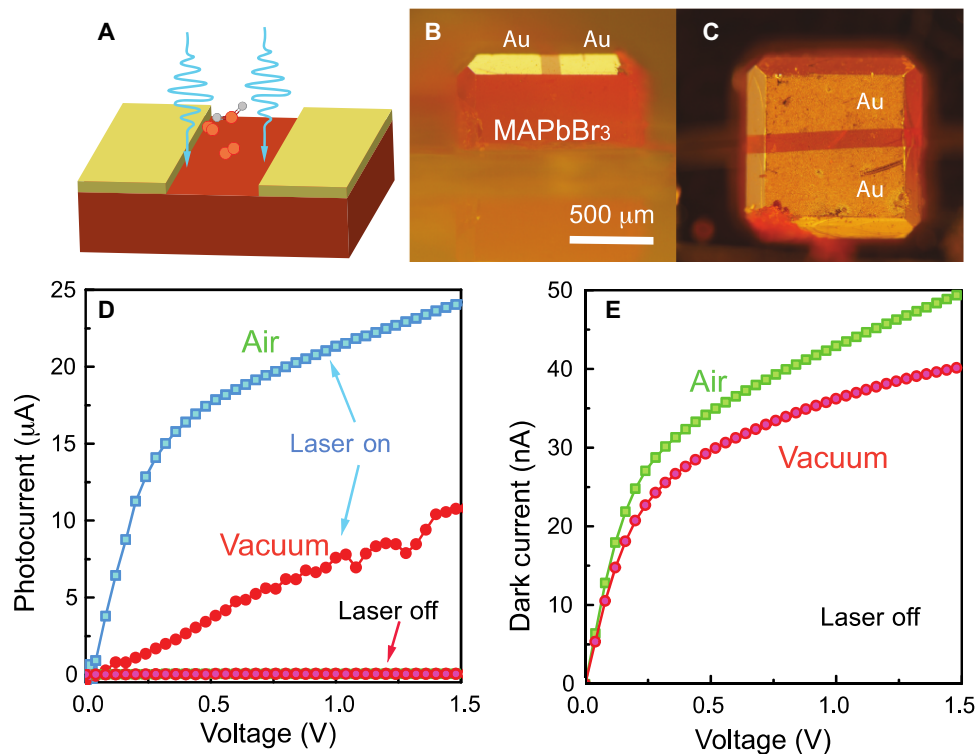 A
B
Au Au
MAPbBr3
500 μm
C
Au
Au
D
Photocurrent (μA)
25
20
15
10
5
0
Air
Laser on
Vacuum
Laser off
0.0 0.5 1.0 1.5
Voltage (V)
E
Dark current (nA)
50
40
30
20
10
0
Air
Vacuum
Laser off
0.0 0.5 1.0 1.5
Voltage (V)